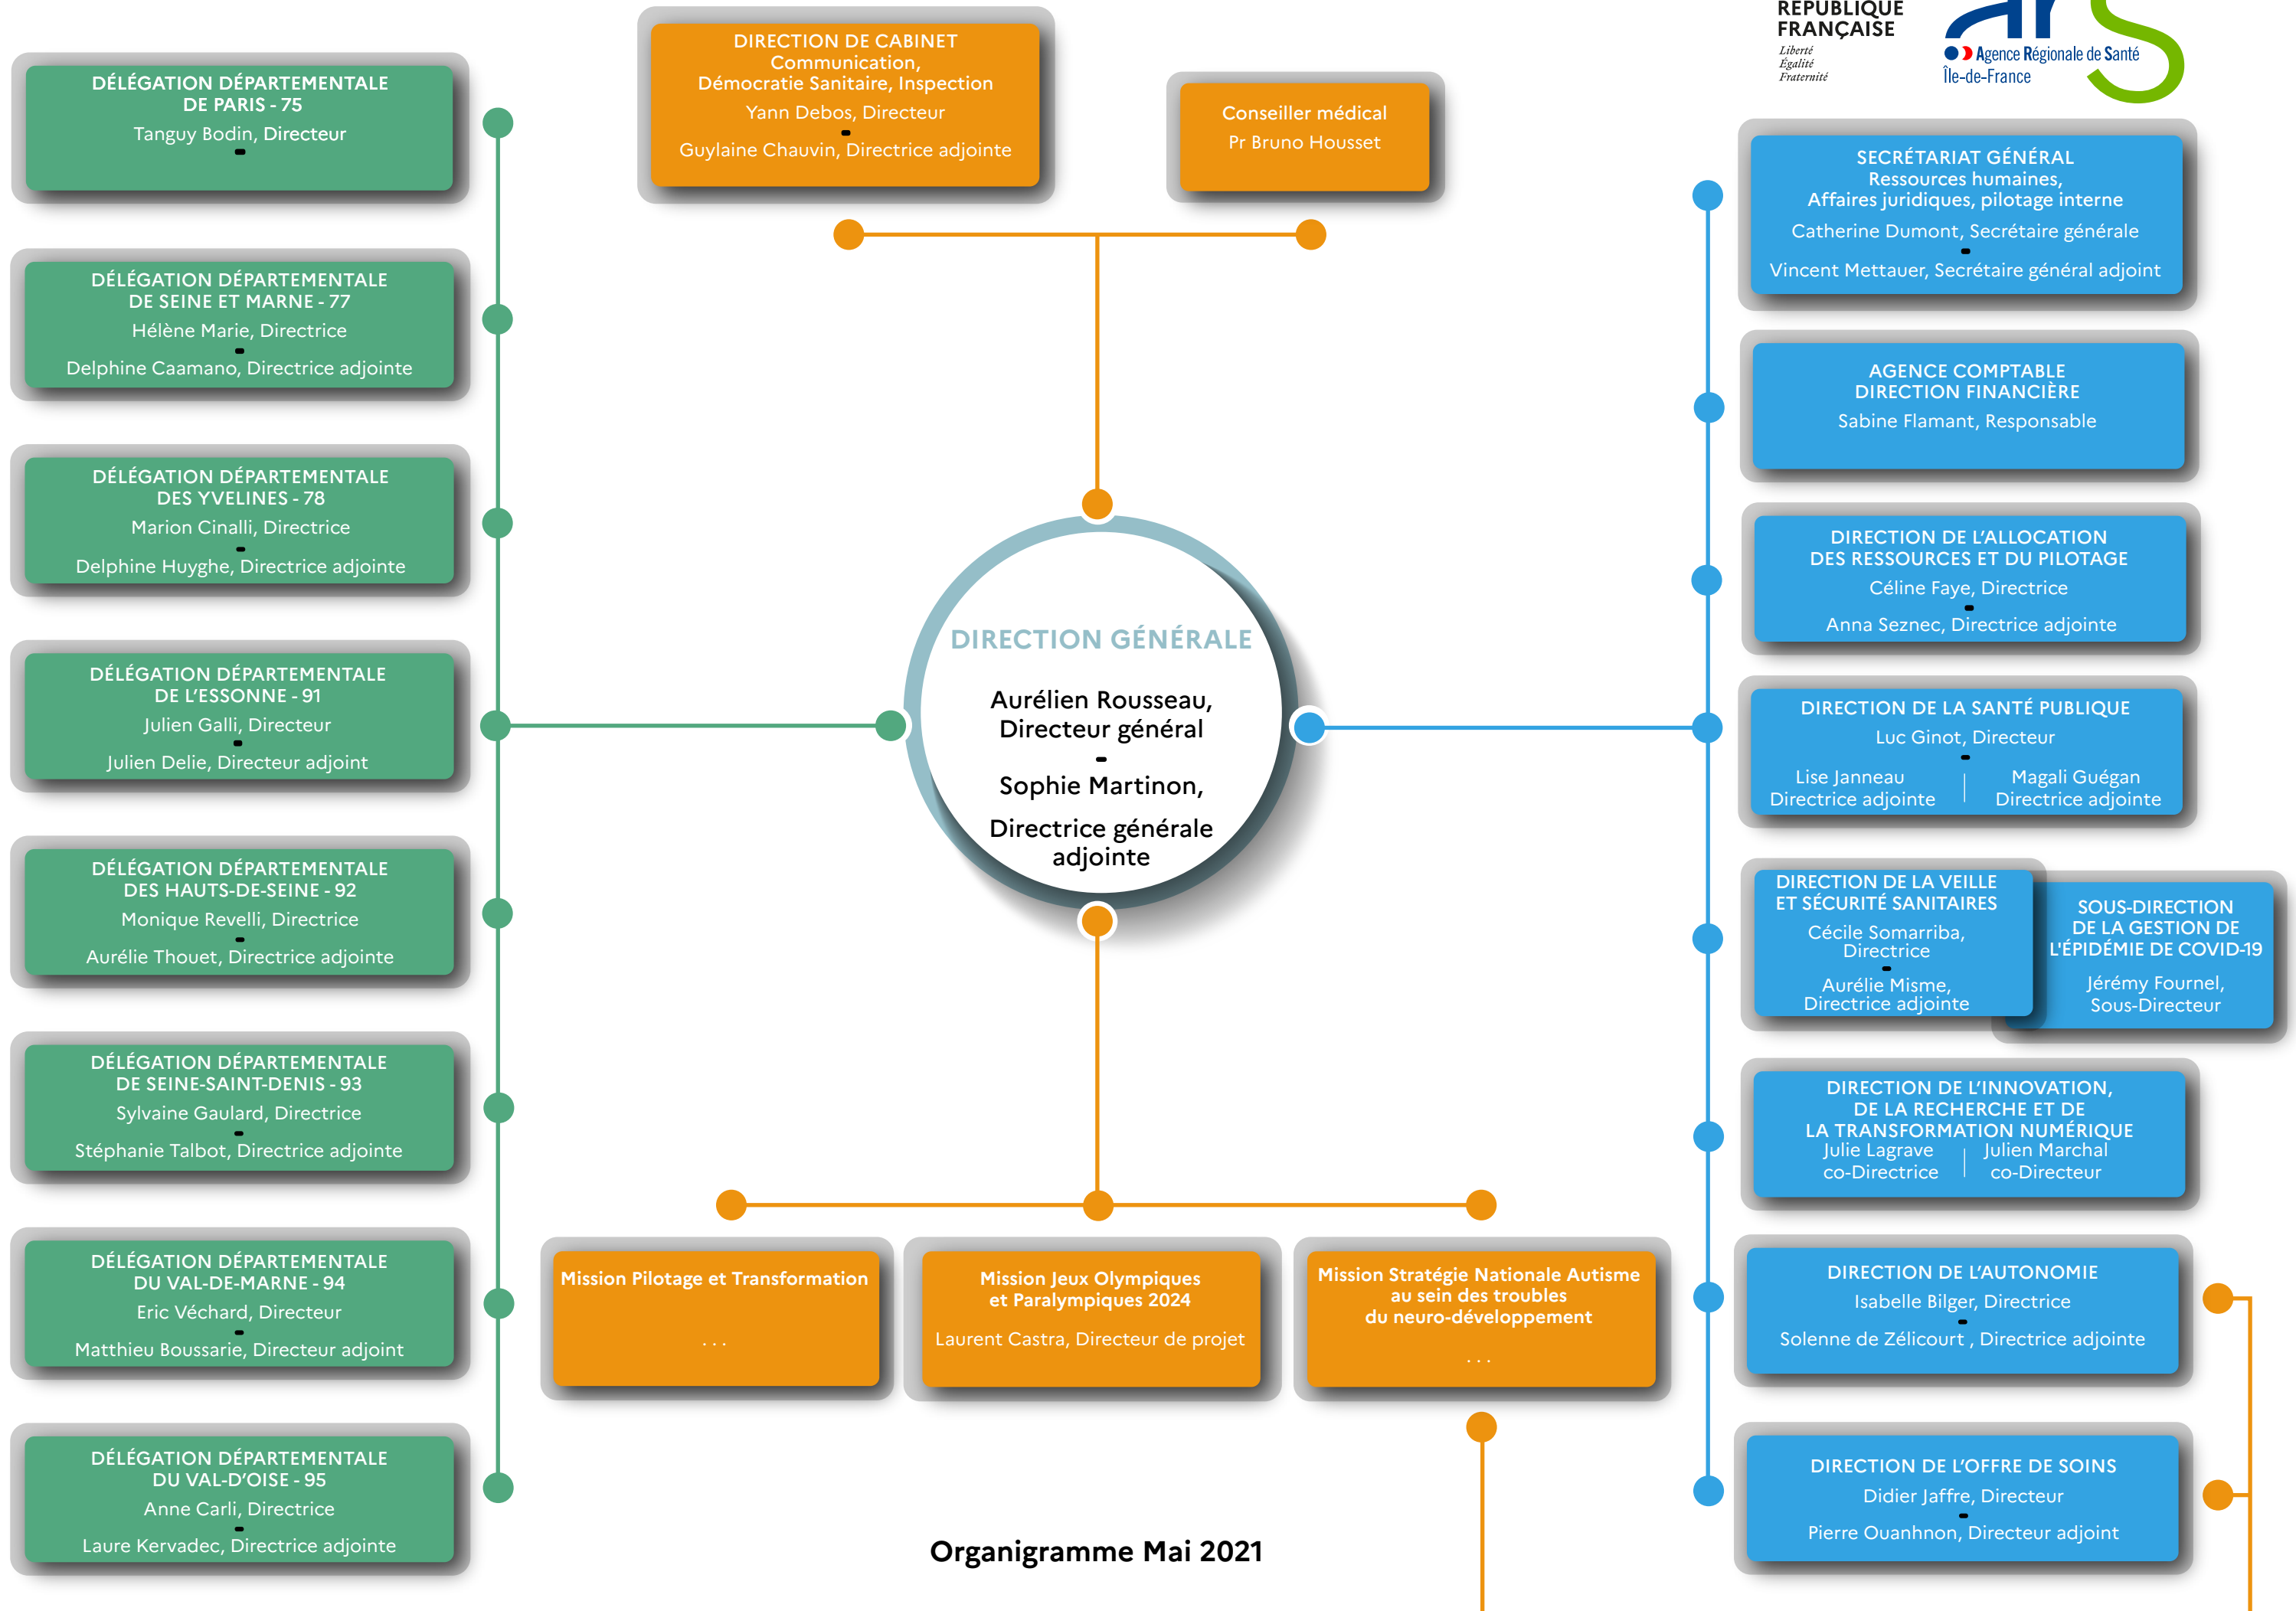 DÉLÉGATION DÉPARTEMENTALE
DE PARIS - 75
Tanguy Bodin, Directeur
-
DÉLÉGATION DÉPARTEMENTALE
DE SEINE ET MARNE - 77
Hélène Marie, Directrice
-
Delphine Caamano, Directrice adjointe
DÉLÉGATION DÉPARTEMENTALE
DES YVELINES - 78
Marion Cinalli, Directrice
-
Delphine Huyghe, Directrice adjointe
DÉLÉGATION DÉPARTEMENTALE
DE L’ESSONNE - 91
Julien Galli, Directeur
-
Julien Delie, Directeur adjoint
DÉLÉGATION DÉPARTEMENTALE
DES HAUTS-DE-SEINE - 92
Monique Revelli, Directrice
-
Aurélie Thouet, Directrice adjointe
DÉLÉGATION DÉPARTEMENTALE
DE SEINE-SAINT-DENIS - 93
Sylvaine Gaulard, Directrice
-
Stéphanie Talbot, Directrice adjointe
DÉLÉGATION DÉPARTEMENTALE
DU VAL-DE-MARNE - 94
Eric Véchard, Directeur
-
Matthieu Boussarie, Directeur adjoint
DÉLÉGATION DÉPARTEMENTALE
DU VAL-D’OISE - 95
Anne Carli, Directrice
-
Laure Kervadec, Directrice adjointe
DIRECTION DE CABINET
Communication,
Démocratie Sanitaire, Inspection
Yann Debos, Directeur
-
Guylaine Chauvin, Directrice adjointe
Conseiller médical
Pr Bruno Housset
DIRECTION GÉNÉRALE
Aurélien Rousseau,
Directeur général
-
Sophie Martinon,
Directrice générale
adjointe
Mission Pilotage et Transformation
. . .
Mission Jeux Olympiques
et Paralympiques 2024
Laurent Castra, Directeur de projet
Mission Stratégie Nationale Autisme
au sein des troubles
du neuro-développement
. . .
Organigramme Mai 2021
RÉPUBLIQUE
FRANÇAISE
Liberté
Égalité
Fraternité
ars
Agence Régionale de Santé
Île-de-France
SECRÉTARIAT GÉNÉRAL
Ressources humaines,
Affaires juridiques, pilotage interne
Catherine Dumont, Secrétaire générale
-
Vincent Mettauer, Secrétaire général adjoint
AGENCE COMPTABLE
DIRECTION FINANCIÈRE
Sabine Flamant, Responsable
DIRECTION DE L’ALLOCATION
DES RESSOURCES ET DU PILOTAGE
Céline Faye, Directrice
-
Anna Seznec, Directrice adjointe
DIRECTION DE LA SANTÉ PUBLIQUE
Luc Ginot, Directeur
-
Lise Janneau
Directrice adjointe
Magali Guégan
Directrice adjointe
DIRECTION DE LA VEILLE
ET SÉCURITÉ SANITAIRES
Cécile Somarriba,
Directrice
-
Aurélie Misme,
Directrice adjointe
SOUS-DIRECTION
DE LA GESTION DE
L'ÉPIDÉMIE DE COVID-19
Jérémy Fournel,
Sous-Directeur
DIRECTION DE L’INNOVATION,
DE LA RECHERCHE ET DE
LA TRANSFORMATION NUMÉRIQUE
Julie Lagrave
co-Directrice
Julien Marchal
co-Directeur
DIRECTION DE L’AUTONOMIE
Isabelle Bilger, Directrice
-
Solenne de Zélicourt , Directrice adjointe
DIRECTION DE L’OFFRE DE SOINS
Didier Jaffre, Directeur
-
Pierre Ouanhnon, Directeur adjoint